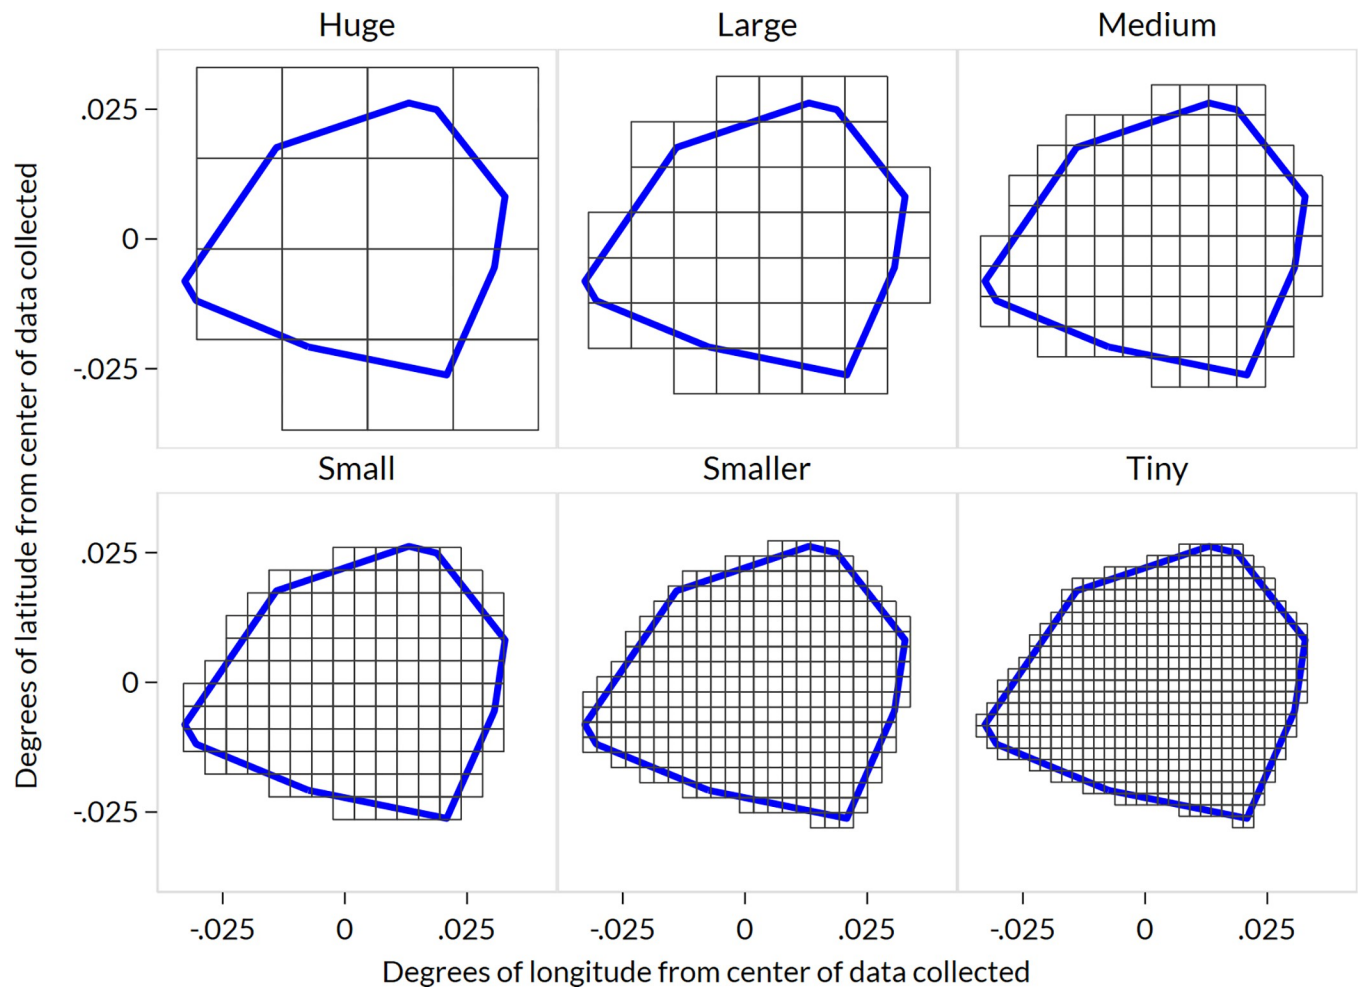 Huge
Large
Medium
Degrees of latitude from center of data collected
.025
0
-.025
Small
Smaller
Tiny
.025
0
-.025
-.025
0
.025
-.025
0
.025
-.025
0
.025
Degrees of longitude from center of data collected